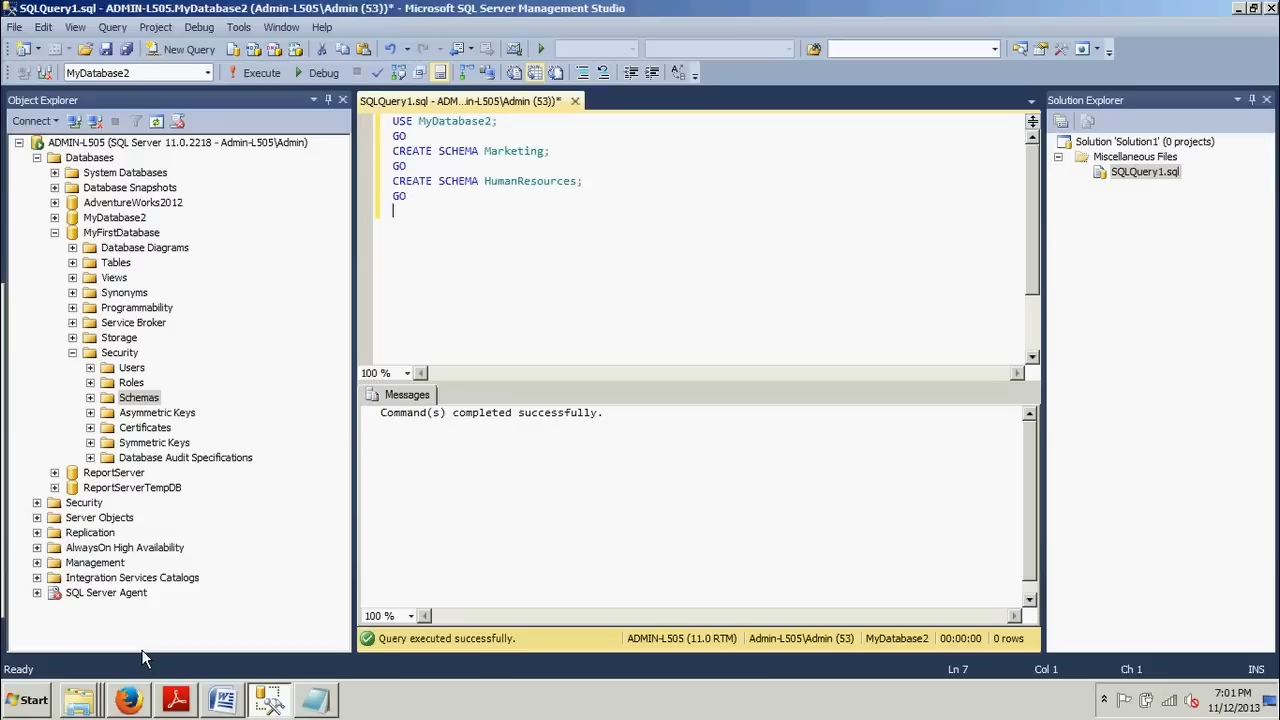 SQLQuery1.sql - ADMIN-L505.MyDatabase2 (Admin-L505\Admin (53))* - Microsoft SQL Server Management Studio
File Edit View Query Project Debug Tools Window Help
New Query
MyDatabase2 Execute Debug
Object Explorer
Connect
ADMIN-L505 (SQL Server 11.0.2218 - Admin-L505\Admin)
Databases
System Databases
Database Snapshots
AdventureWorks2012
MyDatabase2
MyFirstDatabase
Database Diagrams
Tables
Views
Synonyms
Programmability
Service Broker
Storage
Security
Users
Roles
Schemas
Asymmetric Keys
Certificates
Symmetric Keys
Database Audit Specifications
ReportServer
ReportServerTempDB
Security
Server Objects
Replication
AlwaysOn High Availability
Management
Integration Services Catalogs
SQL Server Agent
SQLQuery1.sql - ADM...in-L505\Admin (53))*
USE MyDatabase2;
GO
CREATE SCHEMA Marketing;
GO
CREATE SCHEMA HumanResources;
GO
100 %
Messages
Command(s) completed successfully.
100 %
Query executed successfully. ADMIN-L505 (11.0 RTM) Admin-L505\Admin (53) MyDatabase2 00:00:00 0 rows
Solution Explorer
Solution 'Solution1' (0 projects)
Miscellaneous Files
SQLQuery1.sql
Ready Ln 7 Col 1 Ch 1 INS
Start
7:01 PM
11/12/2013